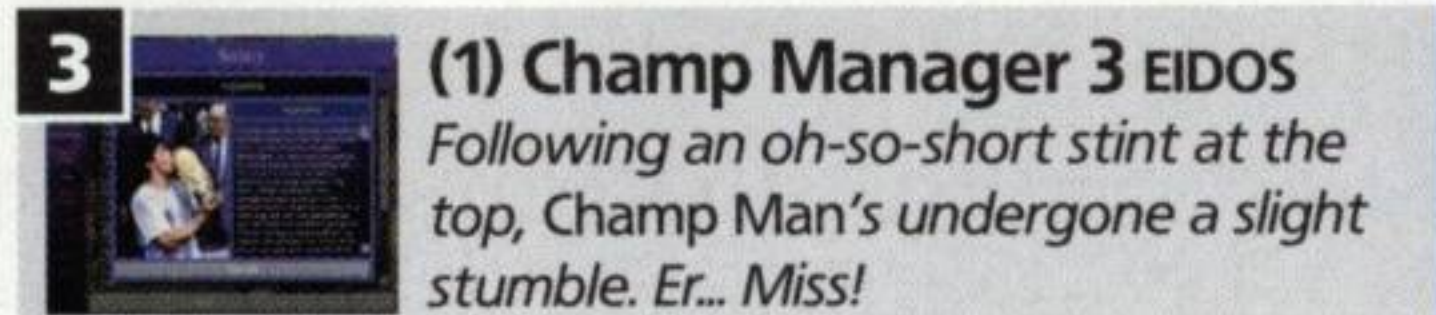 3
(1) Champ Manager 3 EIDOS
Following an oh-so-short stint at the
top, Champ Man's undergone a slight
stumble. Er... Miss!